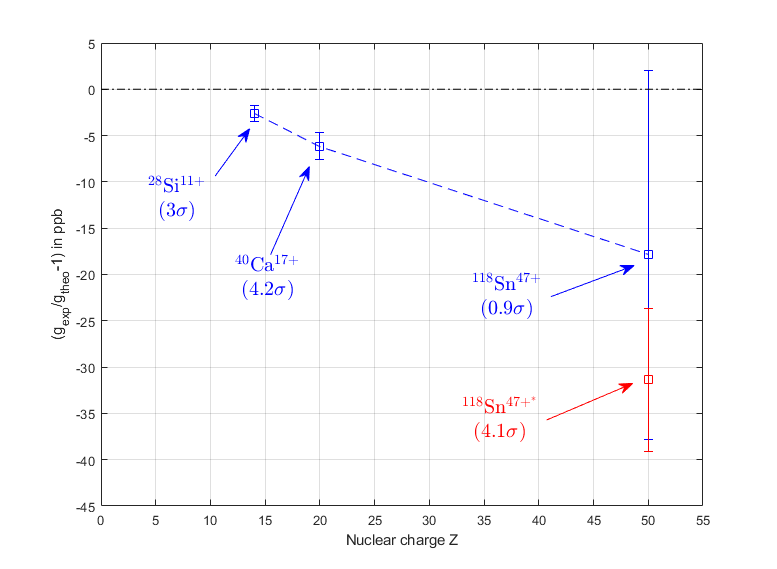 5
0
-5
-10
-15
-20
-25
-30
-35
-40
-45
(g_exp/g_theo-1) in ppb
²⁸Si¹¹⁺
(3σ)
⁴⁰Ca¹⁷⁺
(4.2σ)
¹¹⁸Sn⁴⁷⁺
(0.9σ)
¹¹⁸Sn⁴⁷⁺*
(4.1σ)
0 5 10 15 20 25 30 35 40 45 50 55
Nuclear charge Z